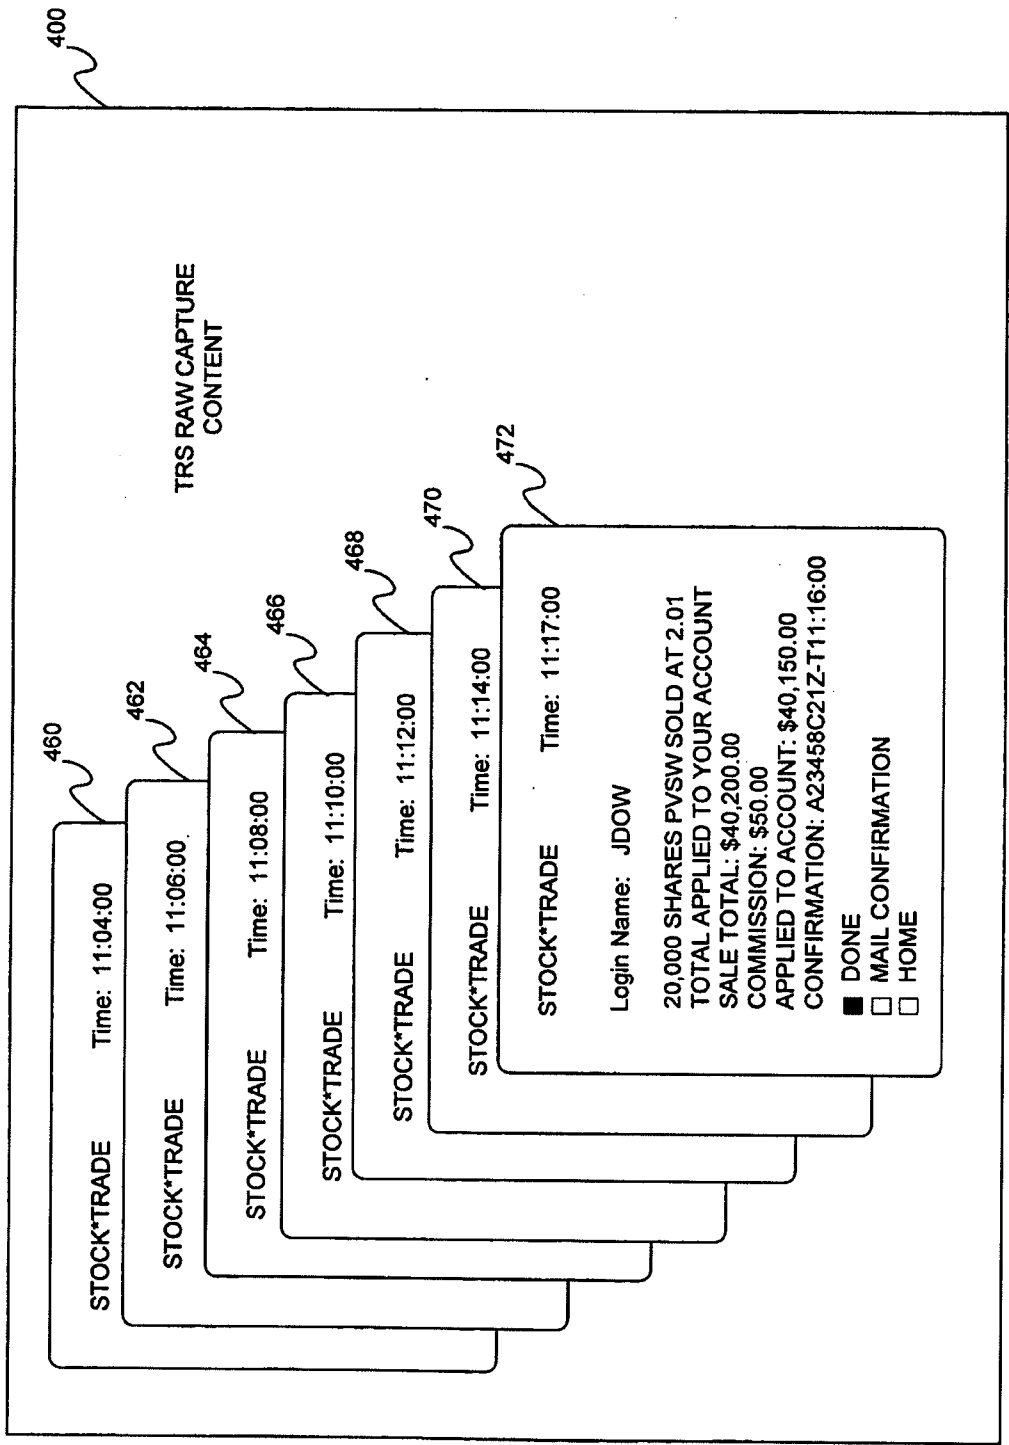 400
TRS RAW CAPTURE
CONTENT
460
STOCK*TRADE Time: 11:04:00
462
STOCK*TRADE Time: 11:06:00
464
STOCK*TRADE Time: 11:08:00
466
STOCK*TRADE Time: 11:10:00
468
STOCK*TRADE Time: 11:12:00
470
STOCK*TRADE Time: 11:14:00
472
STOCK*TRADE Time: 11:17:00
Login Name: JDOW
20,000 SHARES PVSW SOLD AT 2.01
TOTAL APPLIED TO YOUR ACCOUNT
SALE TOTAL: $40,200.00
COMMISSION: $50.00
APPLIED TO ACCOUNT: $40,150.00
CONFIRMATION: A23458C21Z-T11:16:00
DONE
MAIL CONFIRMATION
HOME